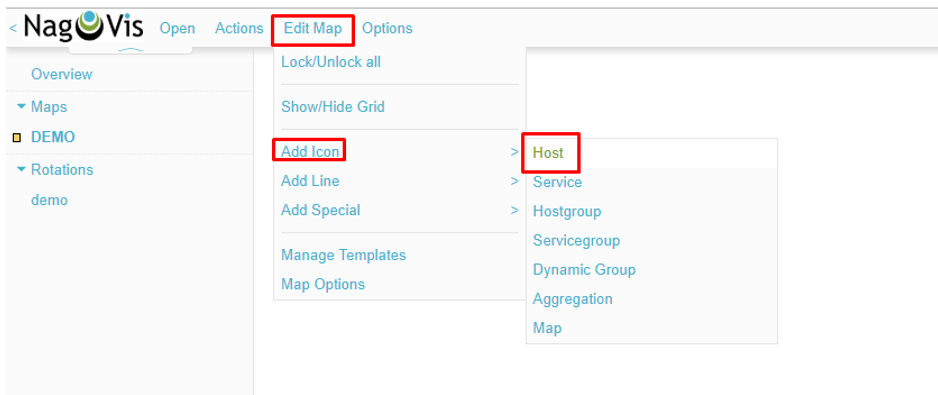 < NagVis Open Actions Edit Map Options
Overview
Maps
DEMO
Rotations
demo
Lock/Unlock all
Show/Hide Grid
Add Icon >
Add Line >
Add Special >
Manage Templates
Map Options
Host
Service
Hostgroup
Servicegroup
Dynamic Group
Aggregation
Map